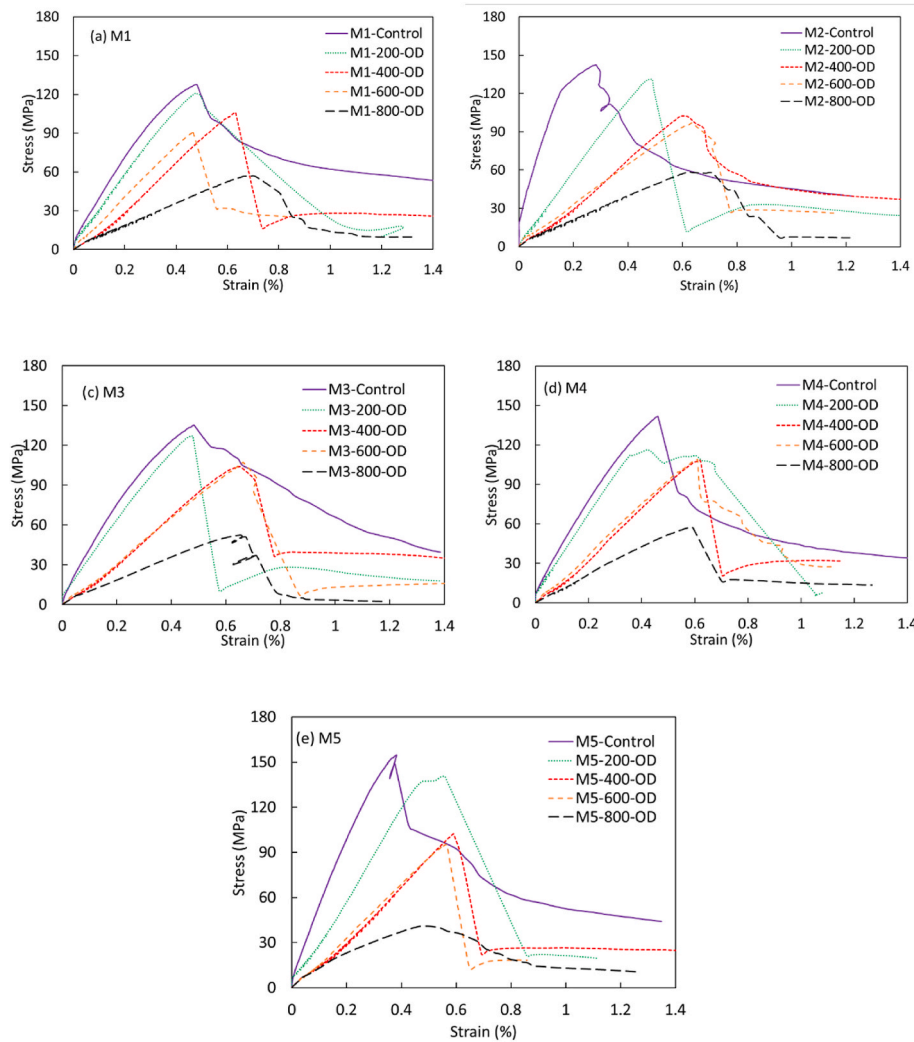 (a) M1
M1-Control
M1-200-OD
M1-400-OD
M1-600-OD
M1-800-OD
Stress (MPa)
180
150
120
90
60
30
0
0 0.2 0.4 0.6 0.8 1 1.2 1.4
Strain (%)
M2-Control
M2-200-OD
M2-400-OD
M2-600-OD
M2-800-OD
Stress (MPa)
180
150
120
90
60
30
0
0 0.2 0.4 0.6 0.8 1 1.2 1.4
Strain (%)
(c) M3
M3-Control
M3-200-OD
M3-400-OD
M3-600-OD
M3-800-OD
Stress (MPa)
180
150
120
90
60
30
0
0 0.2 0.4 0.6 0.8 1 1.2 1.4
Strain (%)
(d) M4
M4-Control
M4-200-OD
M4-400-OD
M4-600-OD
M4-800-OD
Stress (MPa)
180
150
120
90
60
30
0
0 0.2 0.4 0.6 0.8 1 1.2 1.4
Strain (%)
(e) M5
M5-Control
M5-200-OD
M5-400-OD
M5-600-OD
M5-800-OD
Stress (MPa)
180
150
120
90
60
30
0
0 0.2 0.4 0.6 0.8 1 1.2 1.4
Strain (%)